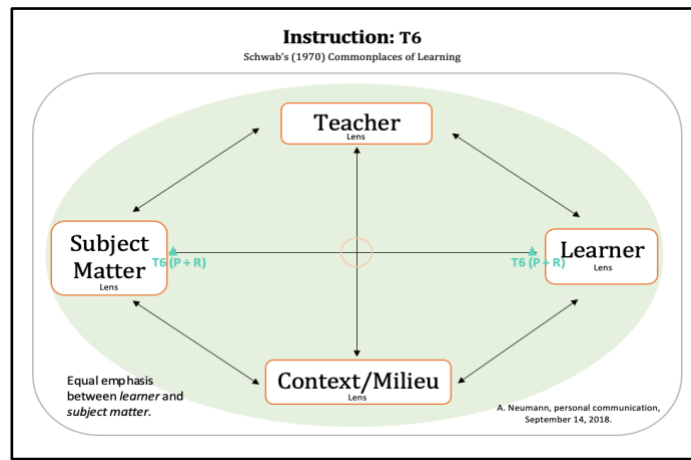 Instruction: T6
Schwab's (1970) Commonplaces of Learning
Teacher
Lens
Subject
Matter
Lens
T6 (P + R)
T6 (P + R)
Learner
Lens
Context/Milieu
Lens
Equal emphasis
between learner and
subject matter.
A. Neumann, personal communication,
September 14, 2018.